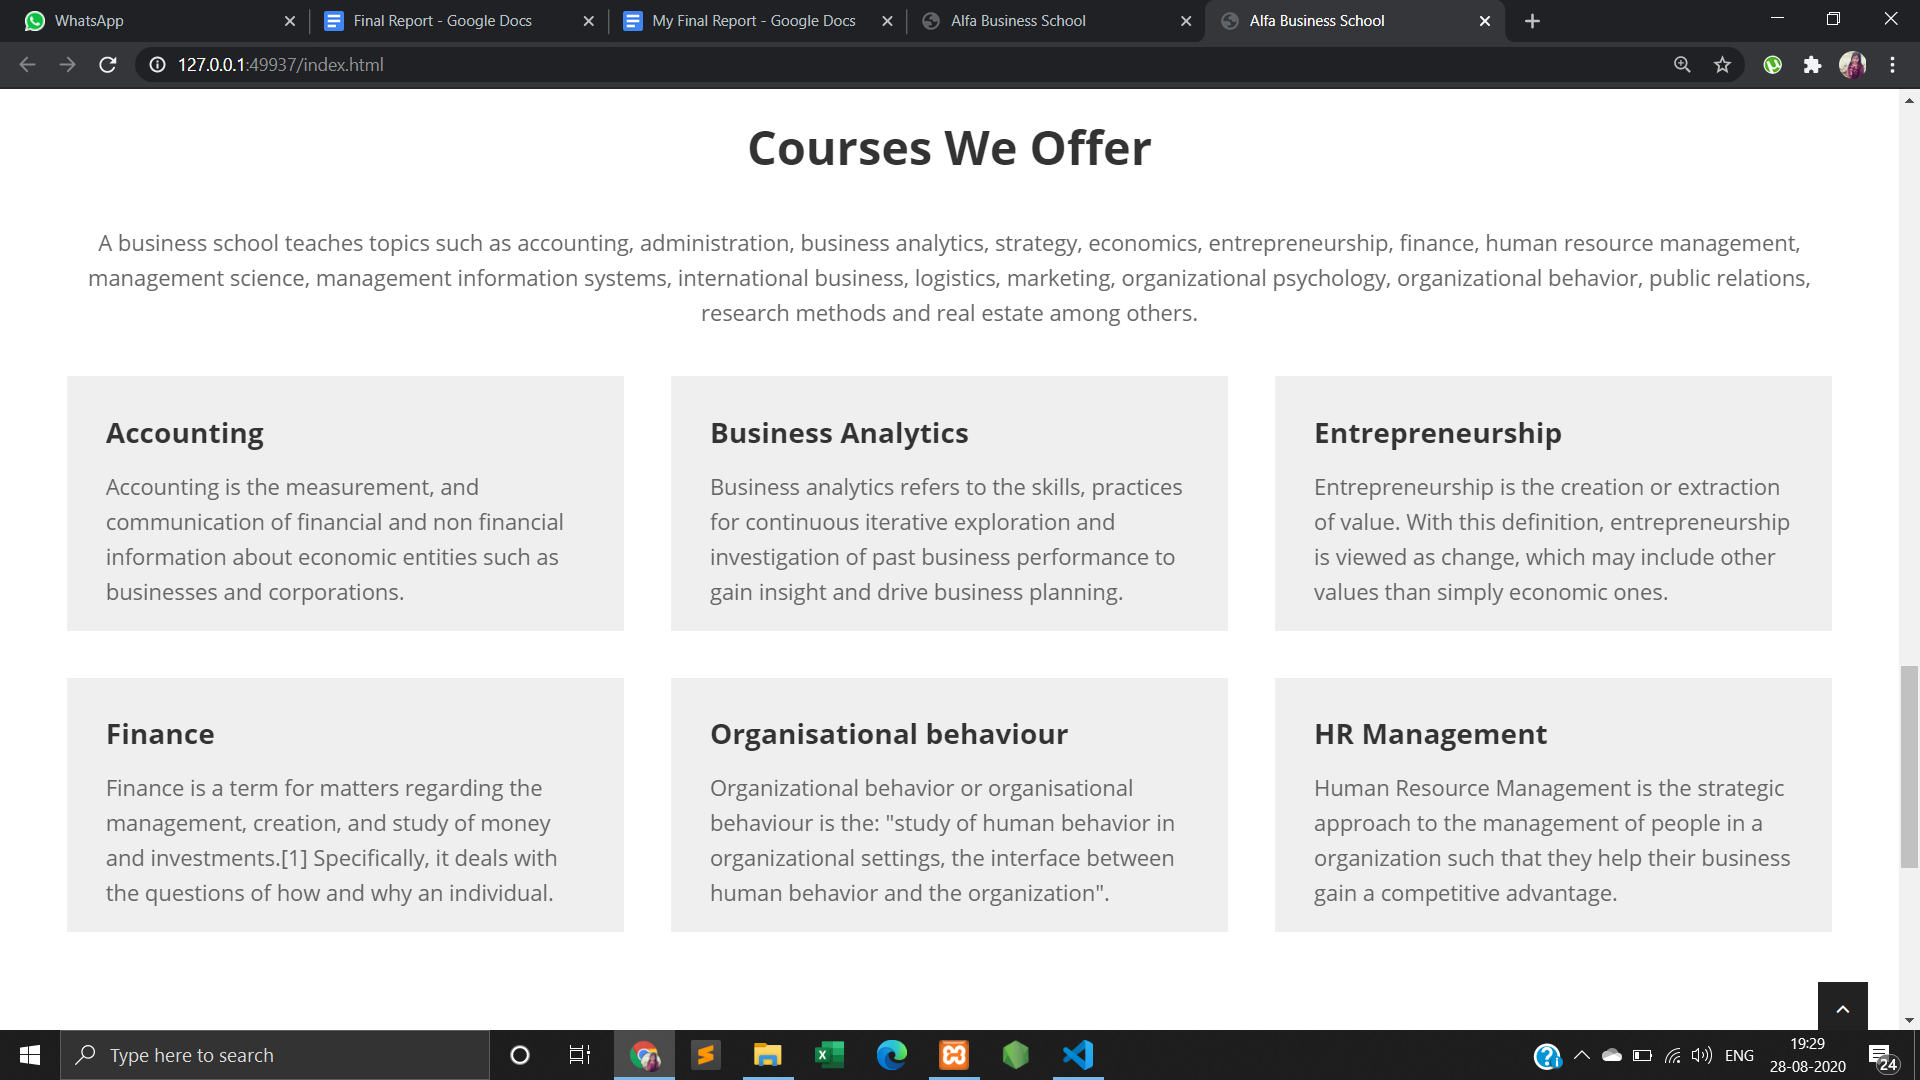 WhatsApp
Final Report - Google Docs
My Final Report - Google Docs
Alfa Business School
Alfa Business School
127.0.0.1:49937/index.html
Courses We Offer
A business school teaches topics such as accounting, administration, business analytics, strategy, economics, entrepreneurship, finance, human resource management,
management science, management information systems, international business, logistics, marketing, organizational psychology, organizational behavior, public relations,
research methods and real estate among others.
Accounting
Accounting is the measurement, and
communication of financial and non financial
information about economic entities such as
businesses and corporations.
Business Analytics
Business analytics refers to the skills, practices
for continuous iterative exploration and
investigation of past business performance to
gain insight and drive business planning.
Entrepreneurship
Entrepreneurship is the creation or extraction
of value. With this definition, entrepreneurship
is viewed as change, which may include other
values than simply economic ones.
Finance
Finance is a term for matters regarding the
management, creation, and study of money
and investments.[1] Specifically, it deals with
the questions of how and why an individual.
Organisational behaviour
Organizational behavior or organisational
behaviour is the: "study of human behavior in
organizational settings, the interface between
human behavior and the organization".
HR Management
Human Resource Management is the strategic
approach to the management of people in a
organization such that they help their business
gain a competitive advantage.
Type here to search
ENG
19:29
28-08-2020
24